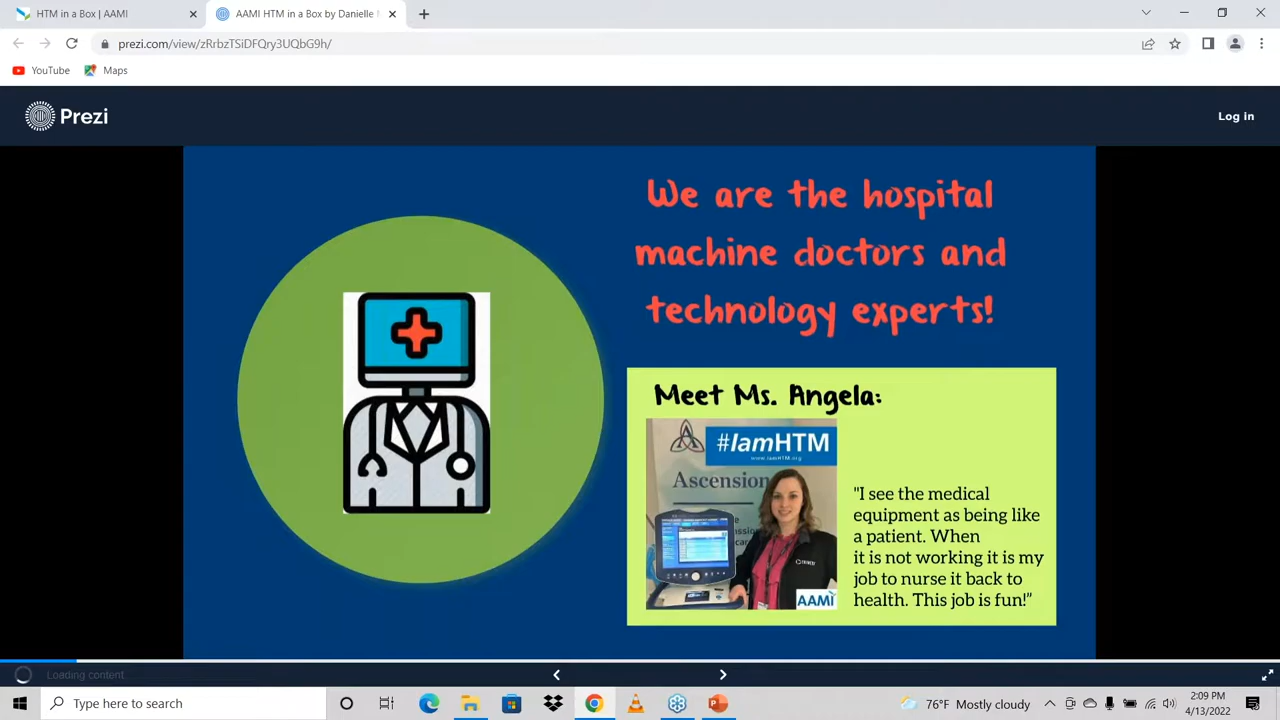 HTM in a Box | AAMI
AAMI HTM in a Box by Danielle
prezi.com/view/zRrbzTSiDFQry3UQbG9h/
YouTube
Maps
Prezi
Log in
We are the hospital
machine doctors and
technology experts!
Meet Ms. Angela:
#IamHTM
www.IamHTM.org
Ascension
AAMI
"I see the medical
equipment as being like
a patient. When
it is not working it is my
job to nurse it back to
health. This job is fun!”
Loading content
Type here to search
76°F Mostly cloudy
2:09 PM
4/13/2022